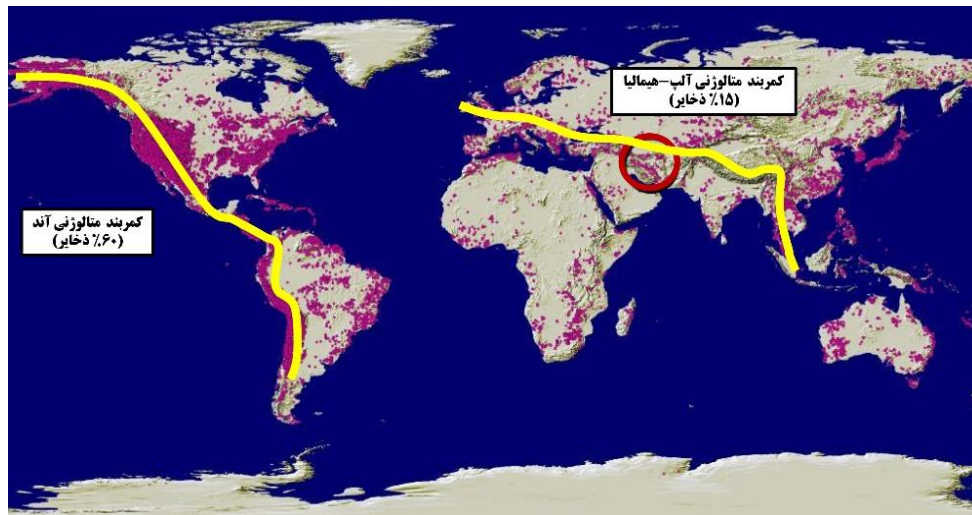 کمربند متالوژنی آلپ–هیمالیا
(۱۵٪ ذخایر)
کمربند متالوژنی آند
(۶۰٪ ذخایر)